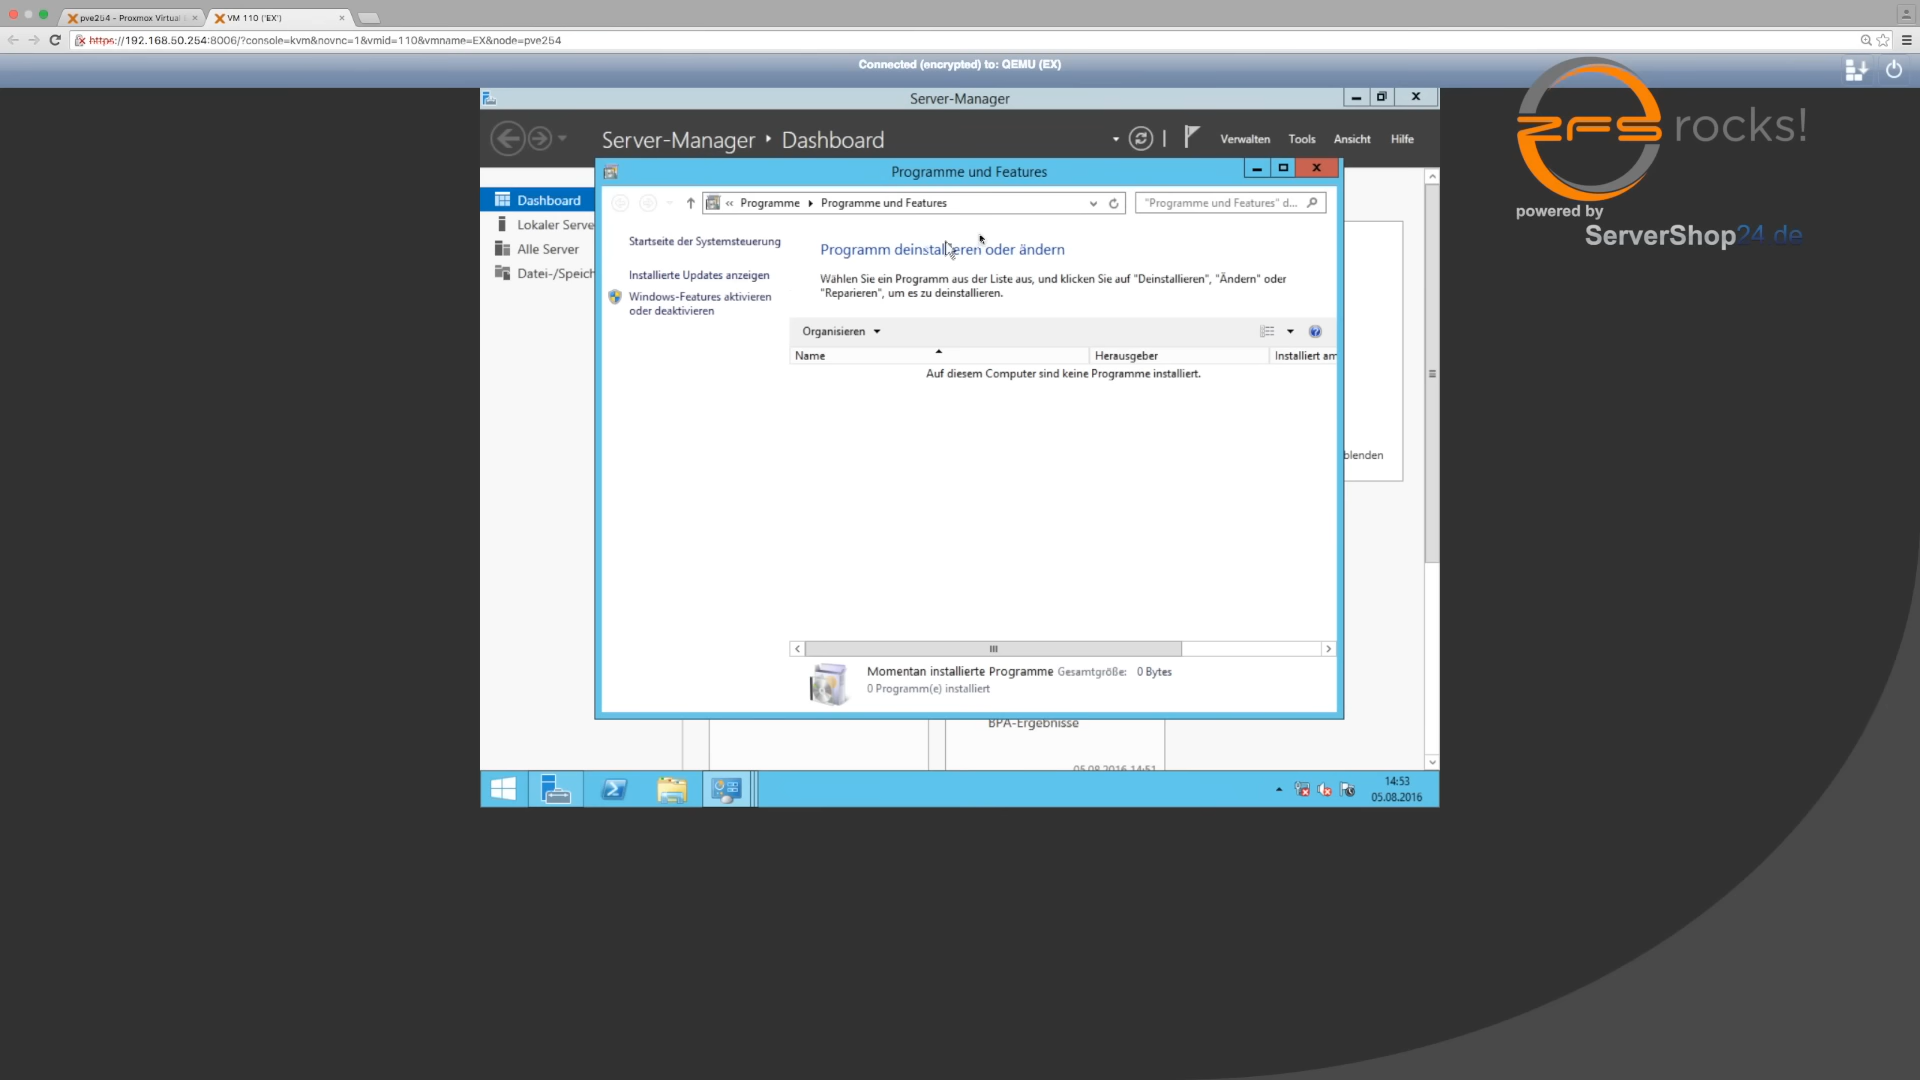 pve254 - Proxmox Virtual
VM 110 ('EX')
https://192.168.50.254:8006/?console=kvm&novnc=1&vmid=110&vmname=EX&node=pve254
Connected (encrypted) to: QEMU (EX)
ZFS rocks!
powered by
ServerShop24.de
Server-Manager
Server-Manager ‣ Dashboard
Verwalten Tools Ansicht Hilfe
Dashboard
Lokaler Serve
Alle Server
Datei-/Speich
Programme und Features
« Programme ▸ Programme und Features
"Programme und Features" d...
Startseite der Systemsteuerung
Installierte Updates anzeigen
Windows-Features aktivieren
oder deaktivieren
Programm deinstallieren oder ändern
Wählen Sie ein Programm aus der Liste aus, und klicken Sie auf "Deinstallieren", "Ändern" oder
"Reparieren", um es zu deinstallieren.
Organisieren
Name Herausgeber Installiert am
Auf diesem Computer sind keine Programme installiert.
blenden
Momentan installierte Programme Gesamtgröße: 0 Bytes
0 Programm(e) installiert
BPA-Ergebnisse
05.08.2016 14:51
14:53
05.08.2016